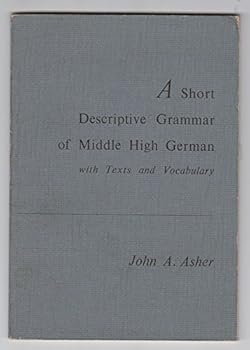 A Short
Descriptive Grammar
of Middle High German
with Texts and Vocabulary
John A. Asher